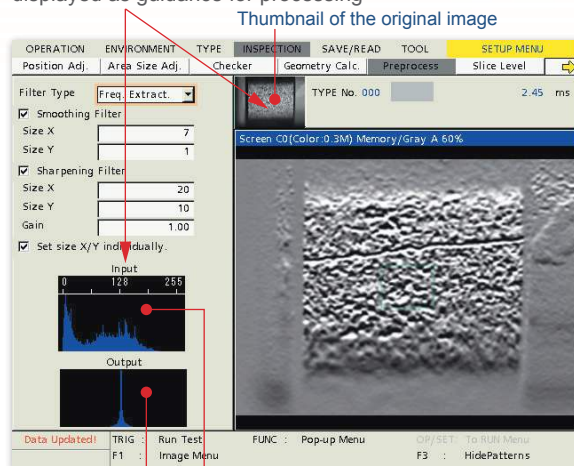 displayed as guidance for processing
Thumbnail of the original image
OPERATION ENVIRONMENT TYPE INSPECTION SAVE/READ TOOL SETUP MENU
Position Adj. Area Size Adj. Checker Geometry Calc. Preprocess Slice Level
Filter Type Freq. Extract. TYPE No. 000 2.45 ms
Smoothing Filter
Size X 7
Screen C0(Color:0.3M) Memory/Gray A 60%
Size Y 1
Sharpening Filter
Size X 20
Size Y 10
Gain 1.00
Set size X/Y individually.
Input
0 128 255
Output
Data Updated! TRIG : Run Test FUNC : Pop-up Menu OP/SET: To RUN Menu
F1 : Image Menu F3 : HidePatterns